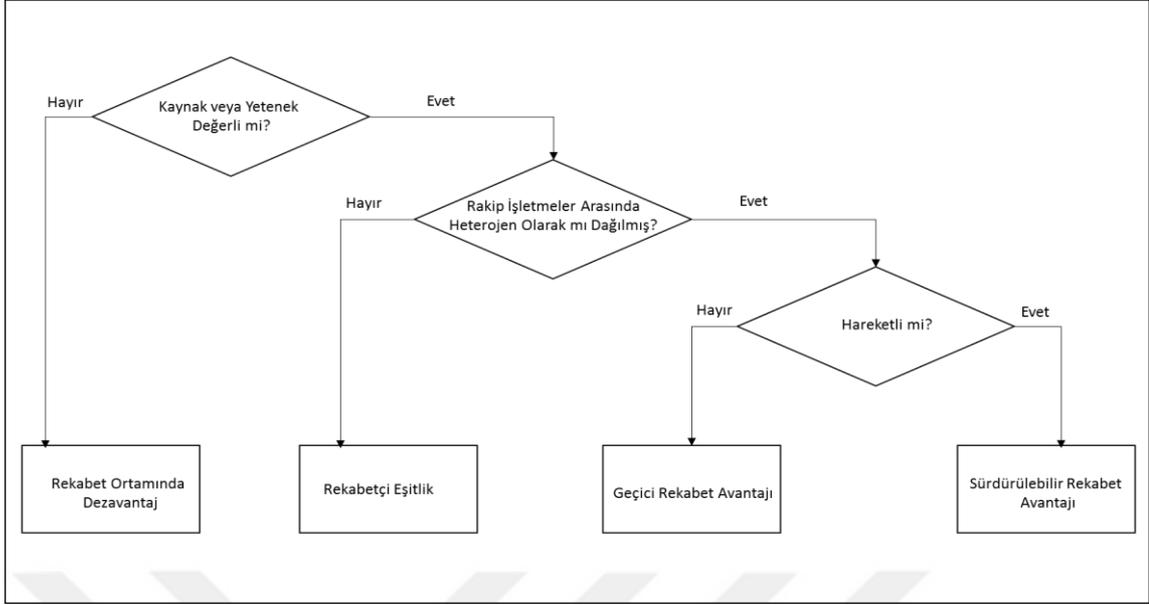 Hayır
Kaynak veya Yetenek
Değerli mi?
Evet
Hayır
Rakip İşletmeler Arasında
Heterojen Olarak mı Dağılmış?
Evet
Hayır
Hareketli mi?
Evet
Rekabet Ortamında
Dezavantaj
Rekabetçi Eşitlik
Geçici Rekabet Avantajı
Sürdürülebilir Rekabet
Avantajı